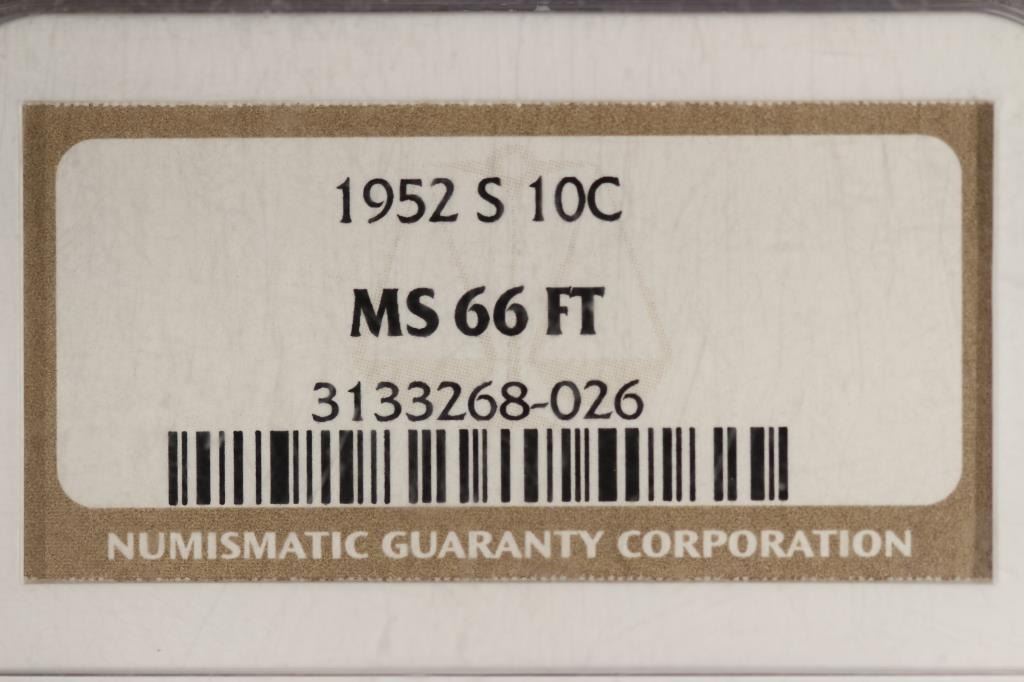 1952 S 10C
MS 66 FT
3133268-026
NUMISMATIC GUARANTY CORPORATION